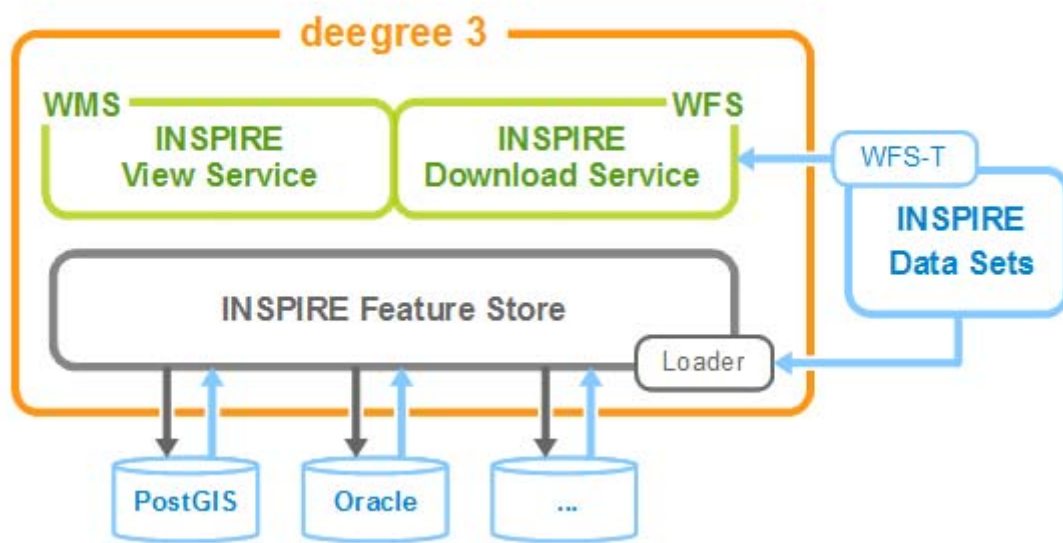 deegree 3
WMS
WFS
INSPIRE
View Service
INSPIRE
Download Service
WFS-T
INSPIRE
Data Sets
INSPIRE Feature Store
Loader
PostGIS
Oracle
...